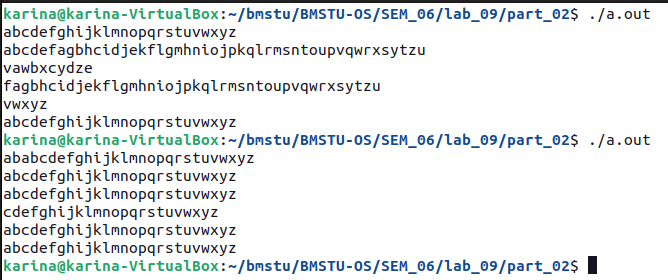 karina@karina-VirtualBox:~/bmstu/BMSTU-OS/SEM_06/lab_09/part_02$ ./a.out
abcdefghijklmnopqrstuvwxyz
abcdefagbhcidjekflgmhniojpkqlrmsntoupvqwrxsytzu
vawbxcydze
fagbhcidjekflgmhniojpkqlrmsntoupvqwrxsytzu
vwxyz
abcdefghijklmnopqrstuvwxyz
karina@karina-VirtualBox:~/bmstu/BMSTU-OS/SEM_06/lab_09/part_02$ ./a.out
ababcdefghijklmnopqrstuvwxyz
abcdefghijklmnopqrstuvwxyz
abcdefghijklmnopqrstuvwxyz
cdefghijklmnopqrstuvwxyz
abcdefghijklmnopqrstuvwxyz
abcdefghijklmnopqrstuvwxyz
karina@karina-VirtualBox:~/bmstu/BMSTU-OS/SEM_06/lab_09/part_02$